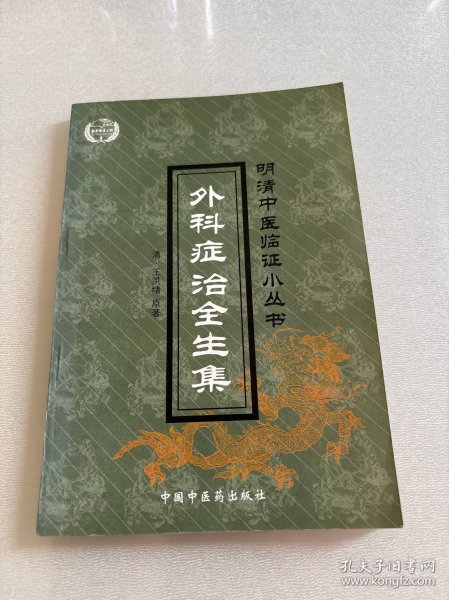 明清中医临证小丛书
外科症治全生集
清 王洪绪 原著
中国中医药出版社
孔夫子旧书网
www.kongfz.com